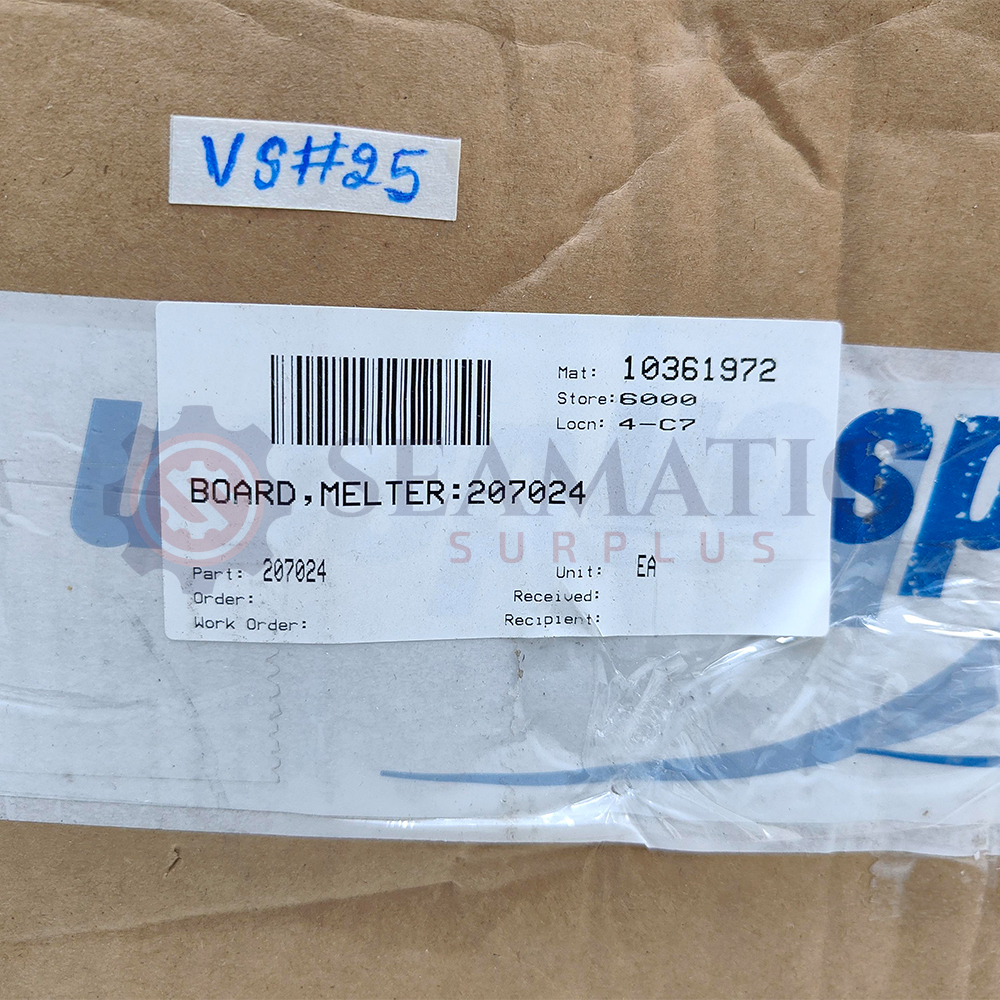 VS#25
Mat: 10361972
Store:6000
Locn: 4-C7
BOARD,MELTER:207024
SEAMATIC
SURPLUS
Part: 207024
Unit: EA
Order:
Received:
Work Order:
Recipient:
sp